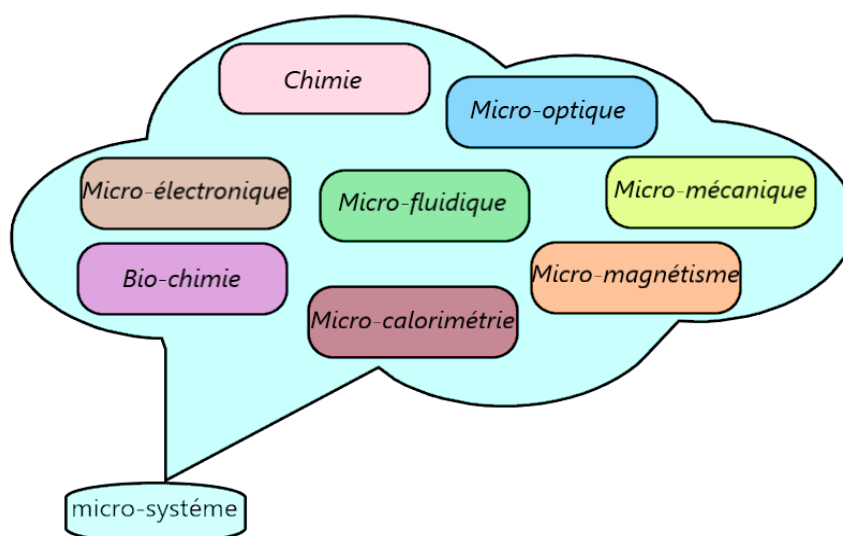 Chimie
Micro-optique
Micro-électronique
Micro-fluidique
Micro-mécanique
Bio-chimie
Micro-magnétisme
Micro-calorimétrie
micro-systéme